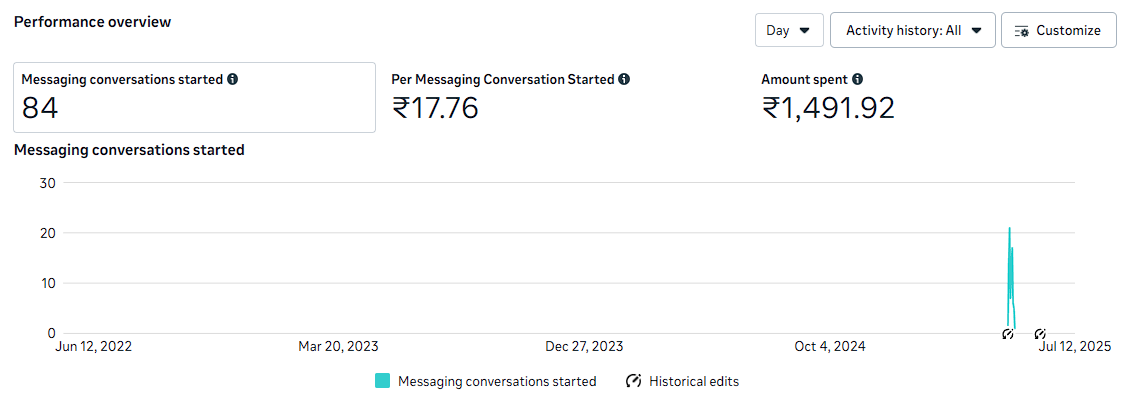 Performance overview
Day
Activity history: All
Customize
Messaging conversations started
84
Per Messaging Conversation Started
₹17.76
Amount spent
₹1,491.92
Messaging conversations started
30
20
10
0
Jun 12, 2022 Mar 20, 2023 Dec 27, 2023 Oct 4, 2024 Jul 12, 2025
Messaging conversations started Historical edits